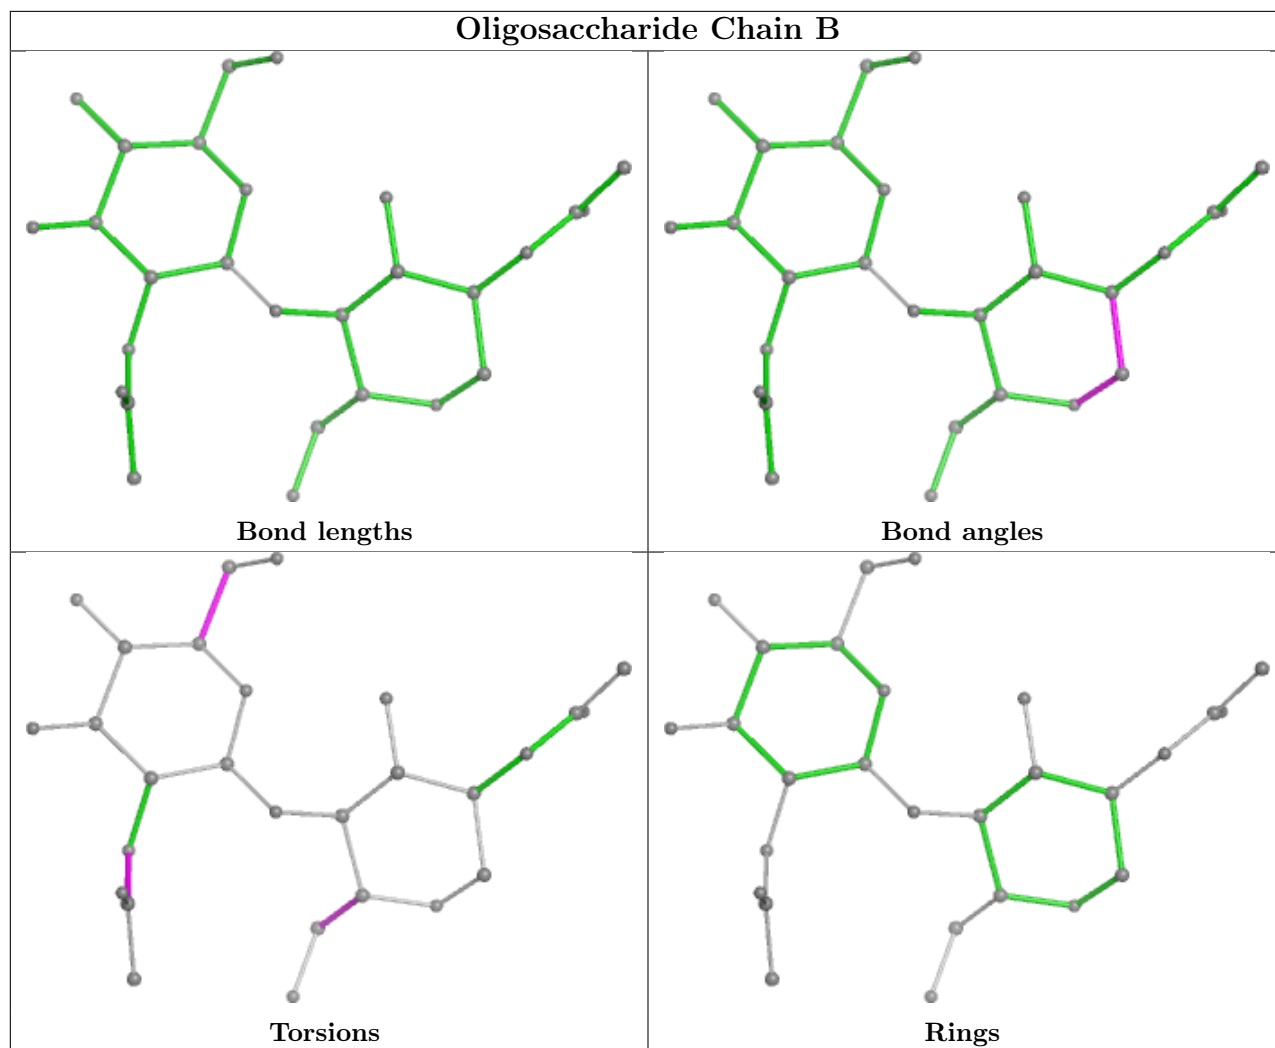 Oligosaccharide Chain B
Bond lengths
Bond angles
Torsions
Rings